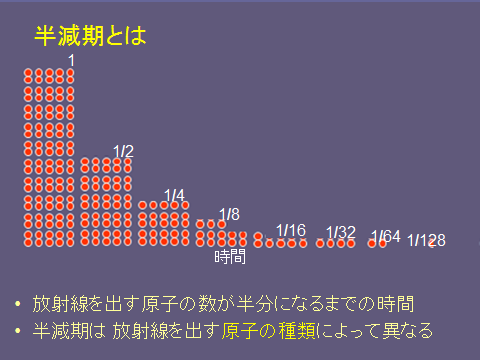 半減期とは
1
1/2
1/4
1/8
1/16
1/32
1/64
1/128
時間
• 放射線を出す原子の数が半分になるまでの時間
• 半減期は 放射線を出す原子の種類によって異なる